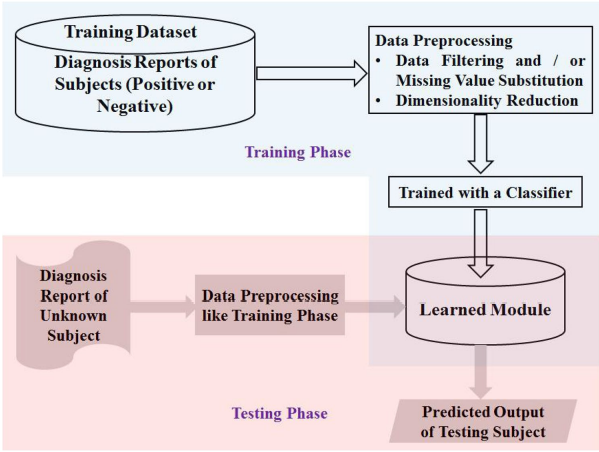 Training Dataset
Diagnosis Reports of
Subjects (Positive or
Negative)
Data Preprocessing
• Data Filtering and / or
Missing Value Substitution
• Dimensionality Reduction
Training Phase
Trained with a Classifier
Diagnosis
Report of
Unknown
Subject
Data Preprocessing
like Training Phase
Learned Module
Testing Phase
Predicted Output
of Testing Subject